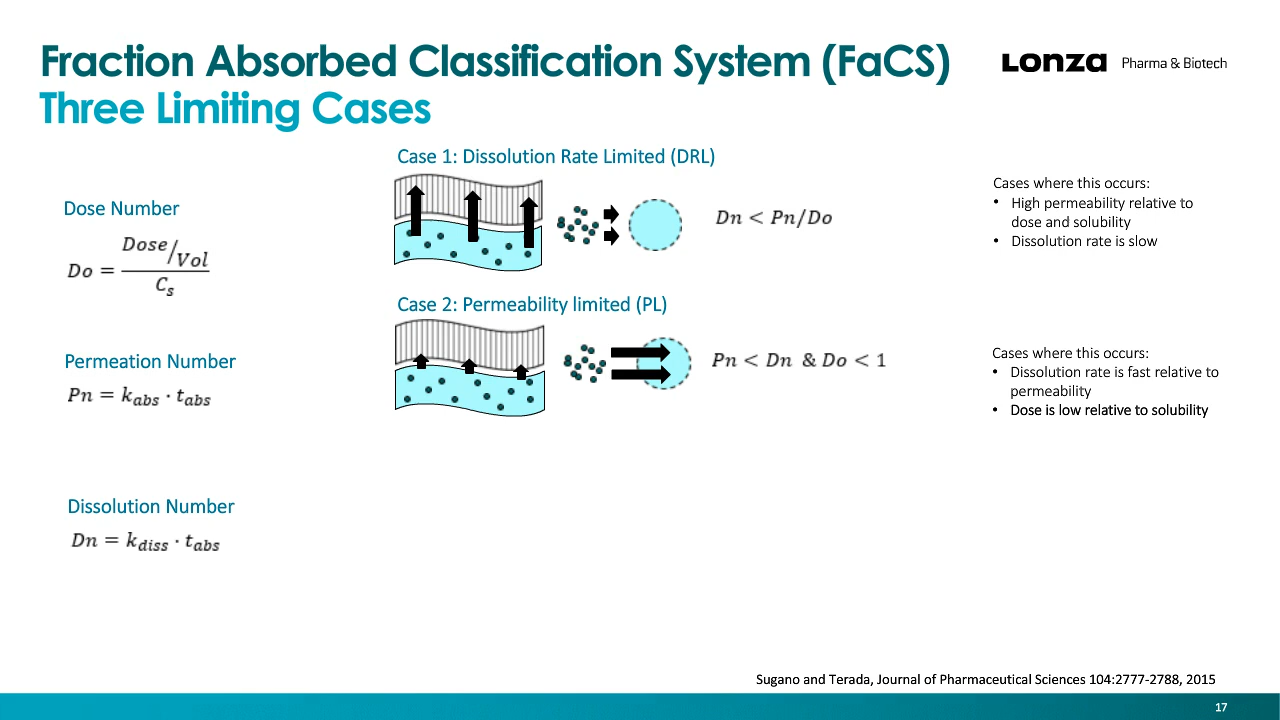 Fraction Absorbed Classification System (FaCS)
Three Limiting Cases
Lonza Pharma & Biotech
Dose Number
Do = Dose/Vol / Cs
Permeation Number
Pn = kabs · tabs
Dissolution Number
Dn = kdiss · tabs
Case 1: Dissolution Rate Limited (DRL)
Dn < Pn/Do
Case 2: Permeability limited (PL)
Pn < Dn & Do < 1
Cases where this occurs:
• High permeability relative to
dose and solubility
• Dissolution rate is slow
Cases where this occurs:
• Dissolution rate is fast relative to
permeability
• Dose is low relative to solubility
Sugano and Terada, Journal of Pharmaceutical Sciences 104:2777-2788, 2015
17